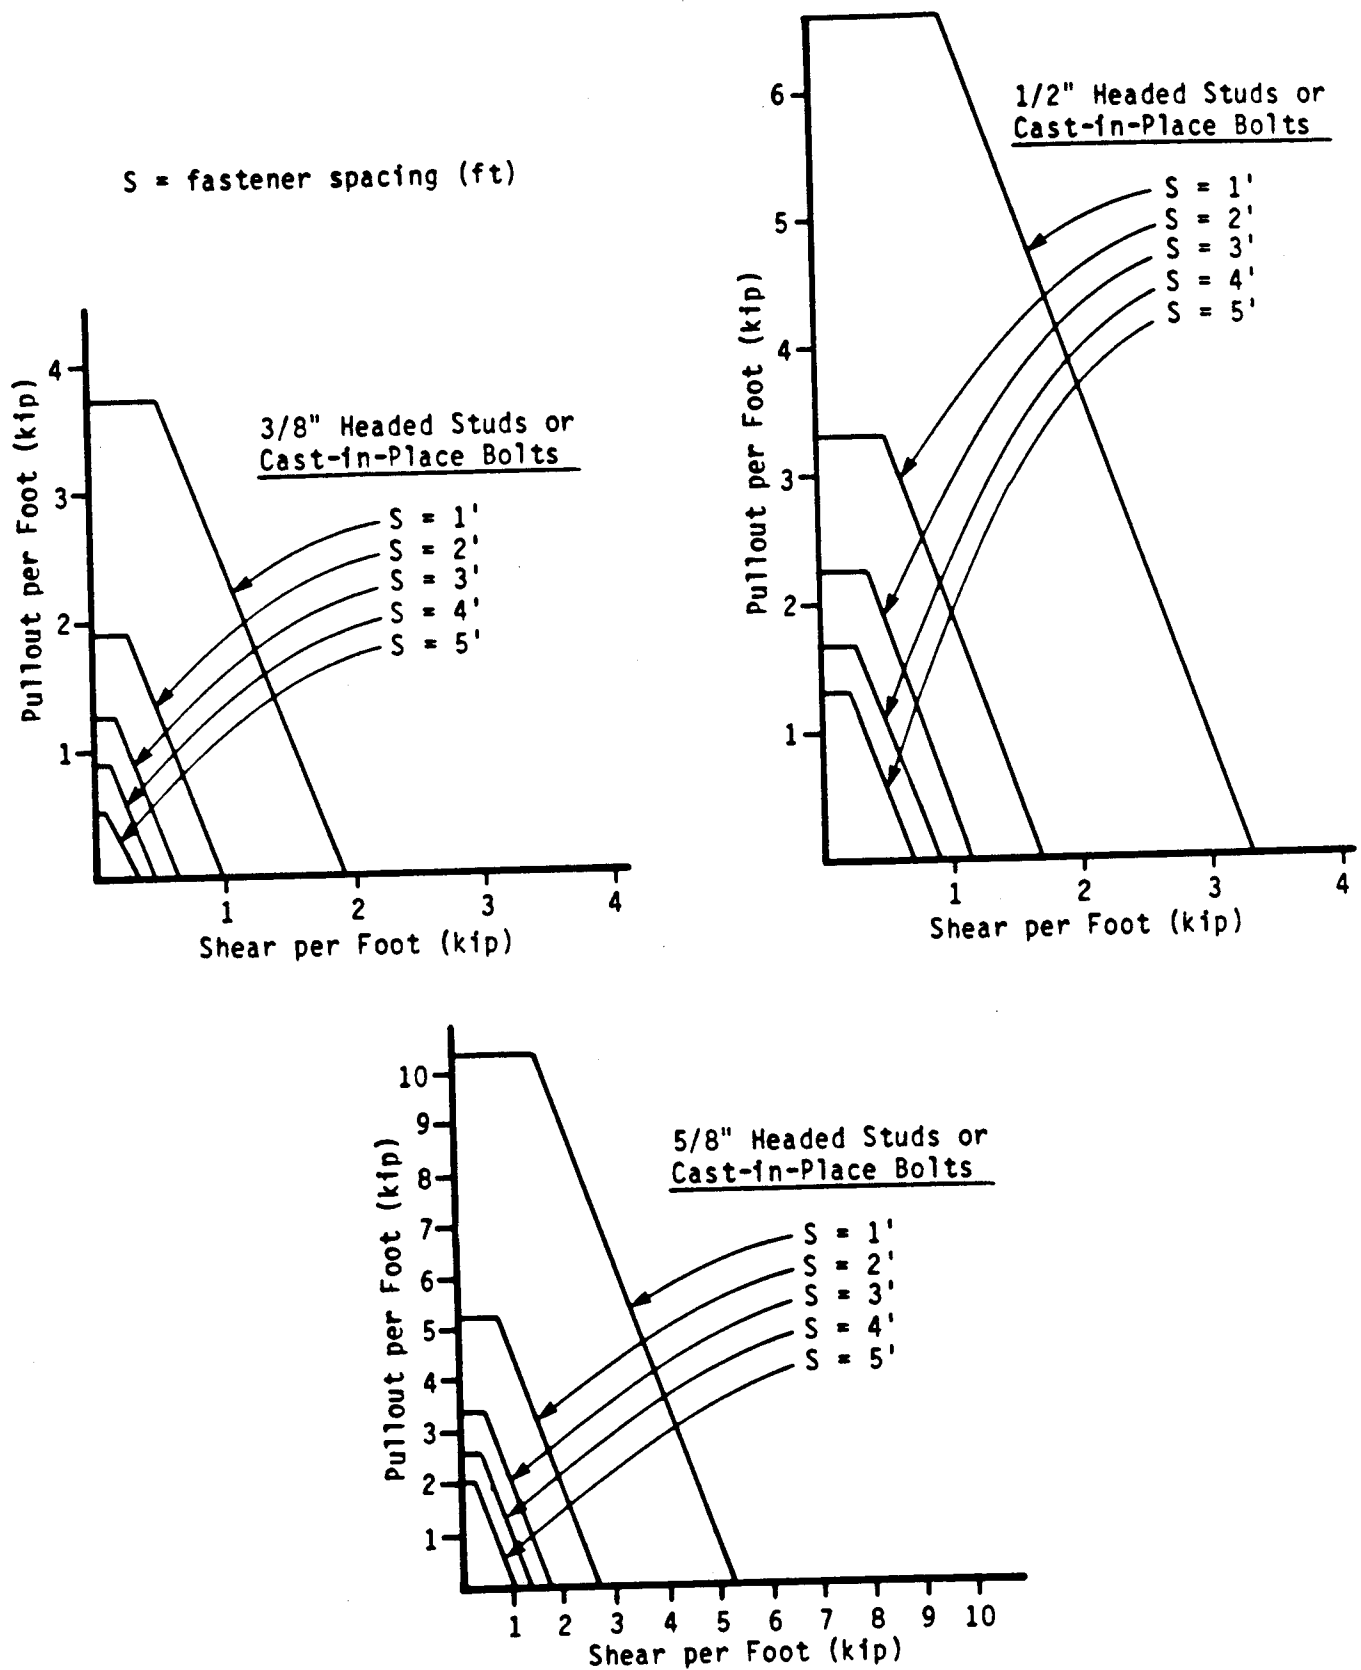 S = fastener spacing (ft)
3/8" Headed Studs or
Cast-in-Place Bolts
S = 1'
S = 2'
S = 3'
S = 4'
S = 5'
4
3
2
1
Pullout per Foot (kip)
1
2
3
4
Shear per Foot (kip)
1/2" Headed Studs or
Cast-in-Place Bolts
S = 1'
S = 2'
S = 3'
S = 4'
S = 5'
6
5
4
3
2
1
Pullout per Foot (kip)
1
2
3
4
Shear per Foot (kip)
5/8" Headed Studs or
Cast-in-Place Bolts
S = 1'
S = 2'
S = 3'
S = 4'
S = 5'
10
9
8
7
6
5
4
3
2
1
Pullout per Foot (kip)
1
2
3
4
5
6
7
8
9
10
Shear per Foot (kip)